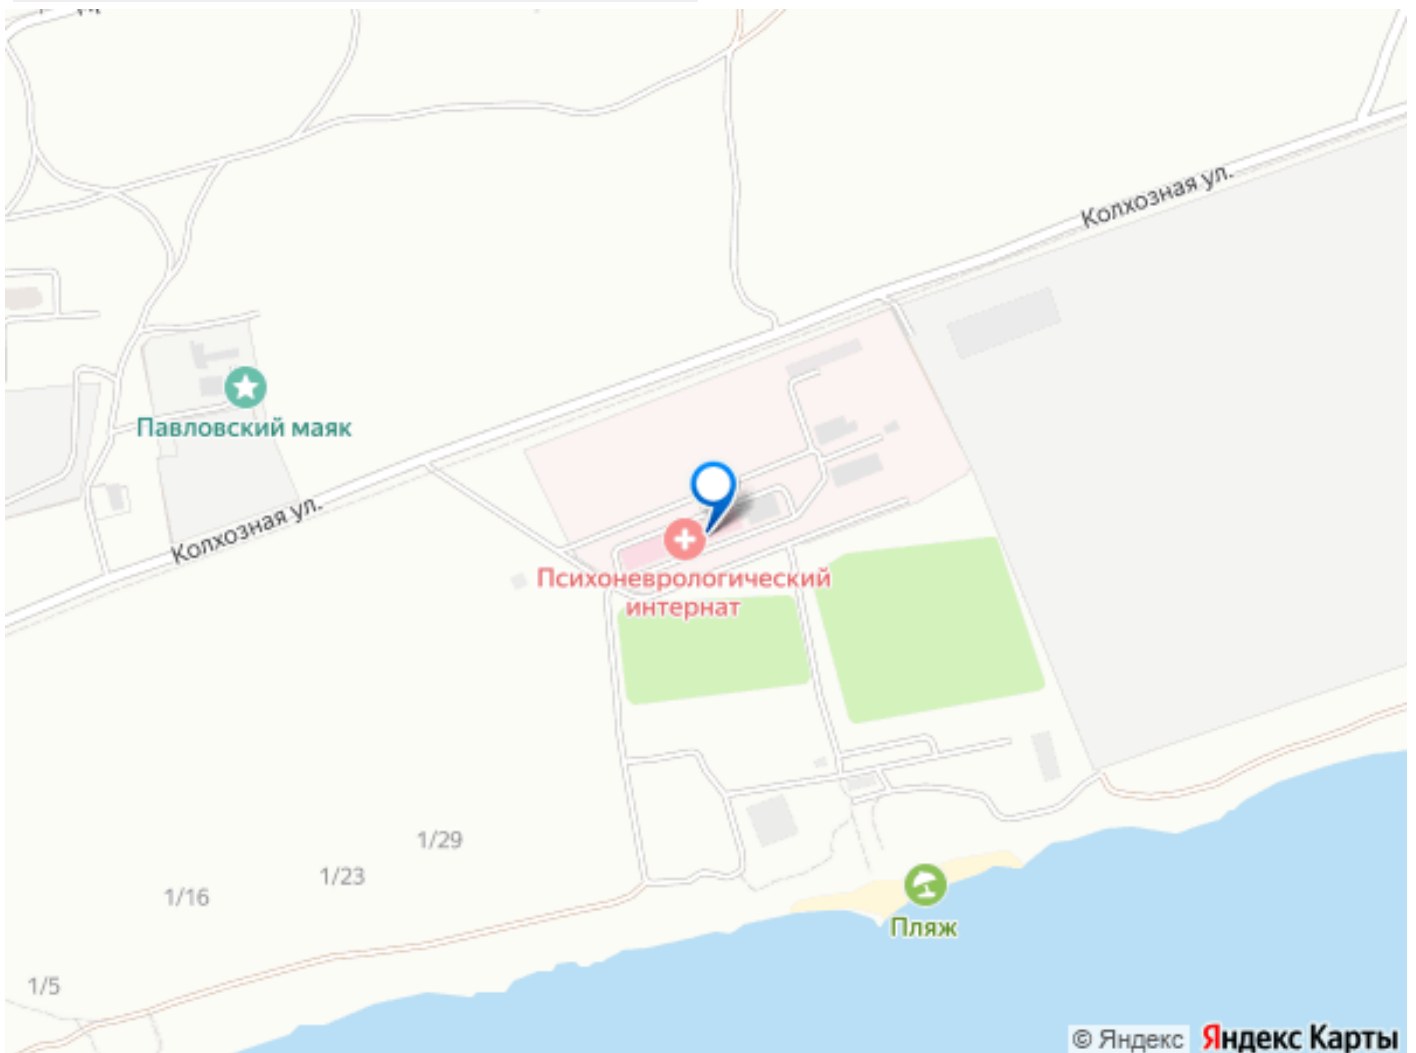 Колхозная ул.
Павловский маяк
Колхозная ул.
Психоневрологический
интернат
1/29
1/23
1/16
Пляж
1/5
© Яндекс Яндекс Карты